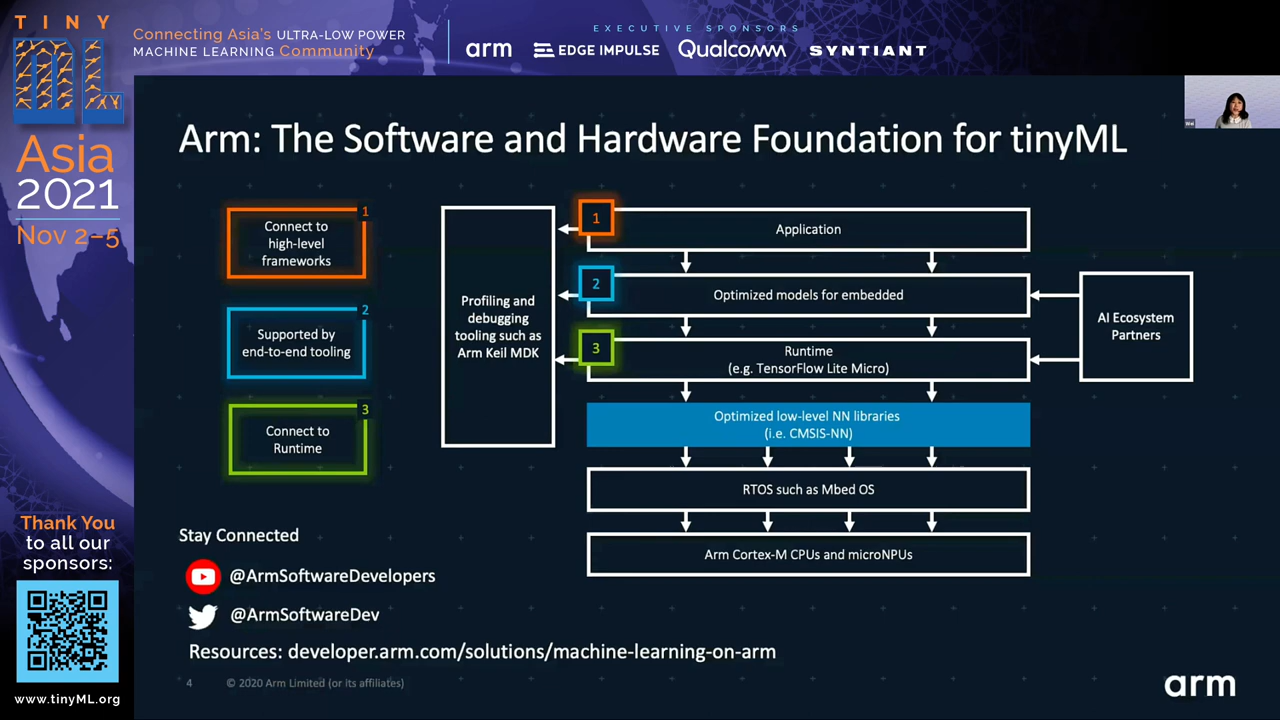 TINY
ML
Asia
2021
Nov 2–5
Connecting Asia's ULTRA-LOW POWER
MACHINE LEARNING Community
EXECUTIVE SPONSORS
arm
EDGE IMPULSE
Qualcomm
SYNTIANT
Arm: The Software and Hardware Foundation for tinyML
1
Connect to
high-level
frameworks
2
Supported by
end-to-end tooling
3
Connect to
Runtime
Profiling and
debugging
tooling such as
Arm Keil MDK
1
Application
2
Optimized models for embedded
3
Runtime
(e.g. TensorFlow Lite Micro)
Optimized low-level NN libraries
(i.e. CMSIS-NN)
RTOS such as Mbed OS
Arm Cortex-M CPUs and microNPUs
AI Ecosystem
Partners
Stay Connected
@ArmSoftwareDevelopers
@ArmSoftwareDev
Resources: developer.arm.com/solutions/machine-learning-on-arm
4
© 2020 Arm Limited (or its affiliates)
arm
Thank You
to all our
sponsors:
www.tinyML.org